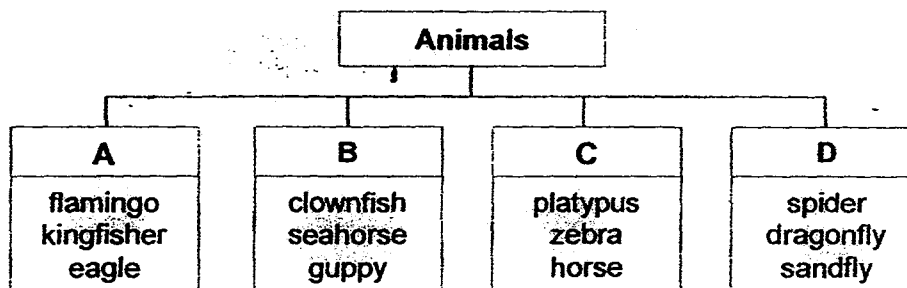 Animals
A
flamingo
kingfisher
eagle
B
clownfish
seahorse
guppy
C
platypus
zebra
horse
D
spider
dragonfly
sandfly